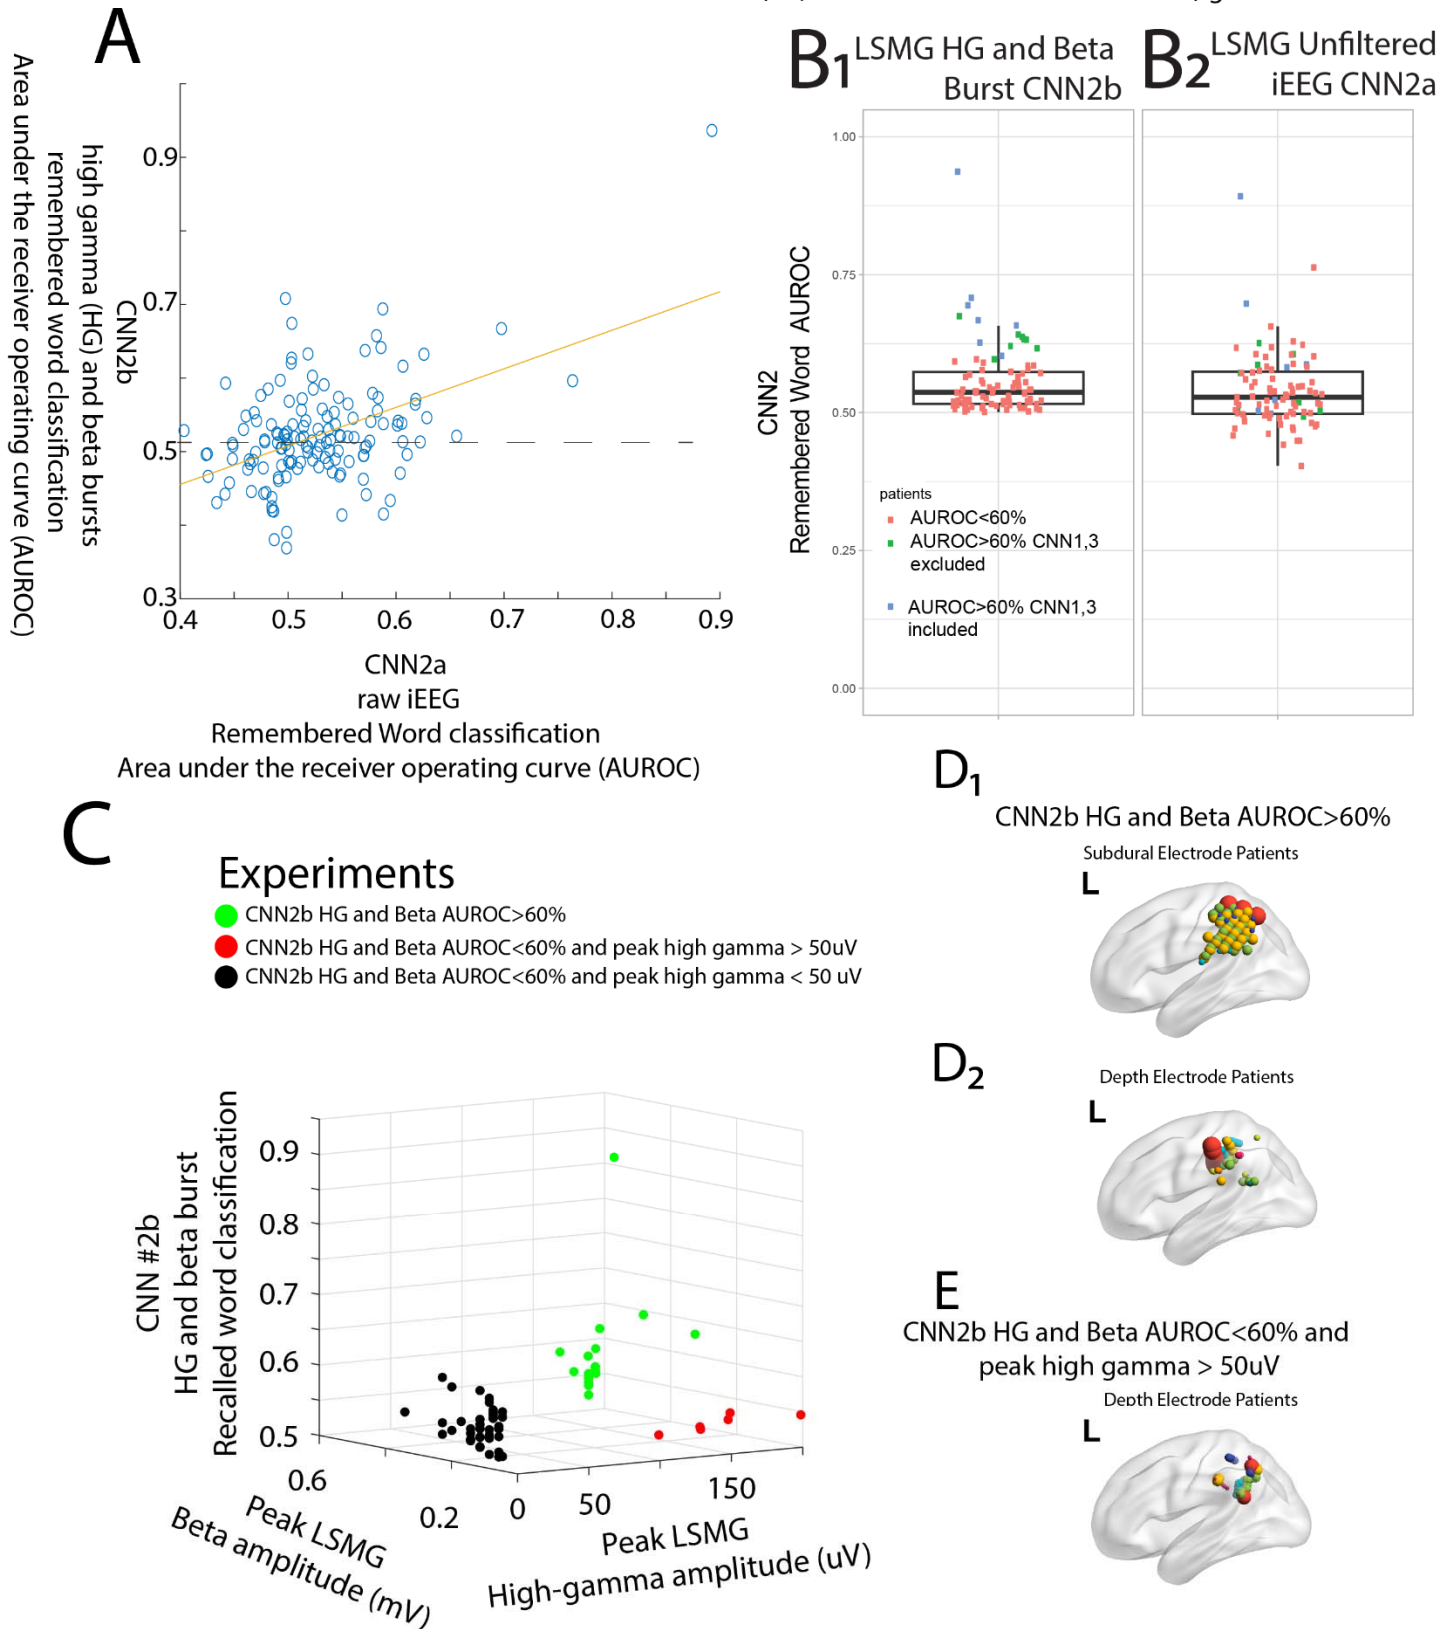 A
Area under the receiver operating curve (AUROC)
remembered word classification
high gamma (HG) and beta bursts
CNN2b
0.9
0.7
0.5
0.3
0.4
0.5
0.6
0.7
0.8
0.9
CNN2a
raw iEEG
Remembered Word classification
Area under the receiver operating curve (AUROC)
B1
LSMG HG and Beta
Burst CNN2b
B2
LSMG Unfiltered
iEEG CNN2a
CNN2
Remembered Word AUROC
1.00
0.75
0.50
0.25
0.00
patients
AUROC<60%
AUROC>60% CNN1,3
excluded
AUROC>60% CNN1,3
included
C
Experiments
CNN2b HG and Beta AUROC>60%
CNN2b HG and Beta AUROC<60% and peak high gamma > 50uV
CNN2b HG and Beta AUROC<60% and peak high gamma < 50 uV
CNN #2b
HG and beta burst
Recalled word classification
0.9
0.8
0.7
0.6
0.5
0.6
0.2
0
50
150
Peak LSMG
Beta amplitude (mV)
Peak LSMG
High-gamma amplitude (uV)
D1
CNN2b HG and Beta AUROC>60%
Subdural Electrode Patients
L
D2
Depth Electrode Patients
L
E
CNN2b HG and Beta AUROC<60% and
peak high gamma > 50uV
Depth Electrode Patients
L